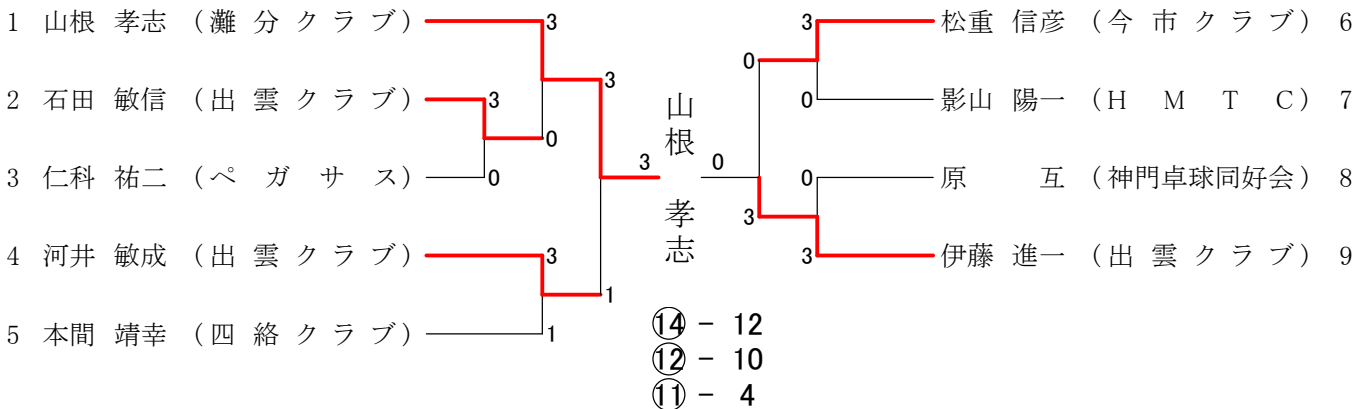 1 山根 孝志 (灘分クラブ) 3
3 松重 信彦 (今市クラブ) 6
3
0
2 石田 敏信 (出雲クラブ) 3
0 影山 陽一 (HMTC) 7
0
3 仁科 祐二 (ペガサス) 0
3 山根 孝志 0
0 原 互 (神門卓球同好会) 8
3
4 河井 敏成 (出雲クラブ) 3
3 伊藤 進一 (出雲クラブ) 9
1
5 本間 靖幸 (四絡クラブ) 1
⑭ - 12
⑫ - 10
⑪ - 4